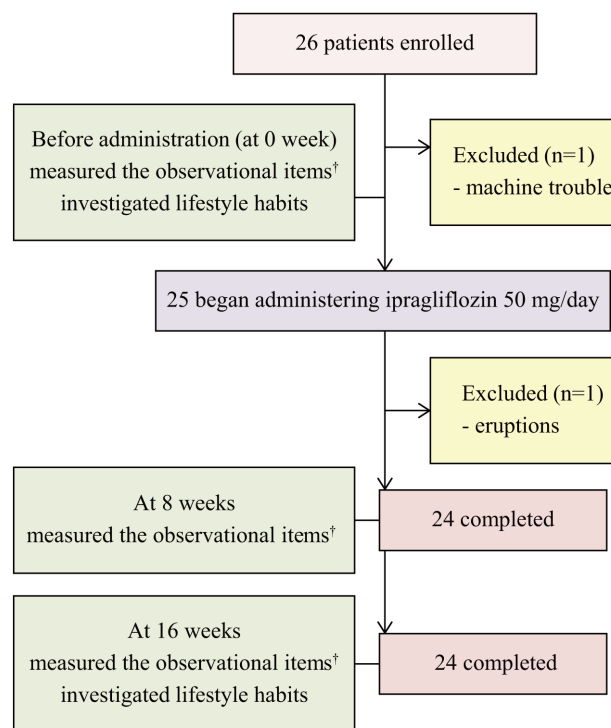 26 patients enrolled
Before administration (at 0 week)
measured the observational items†
investigated lifestyle habits
Excluded (n=1)
- machine trouble
25 began administering ipragliflozin 50 mg/day
Excluded (n=1)
- eruptions
At 8 weeks
measured the observational items†
24 completed
At 16 weeks
measured the observational items†
investigated lifestyle habits
24 completed